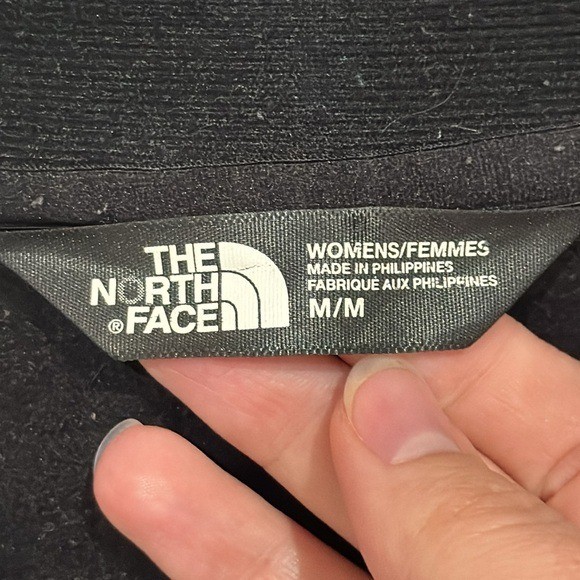 THE
NORTH
®FACE
WOMENS/FEMMES
MADE IN PHILIPPINES
FABRIQUÉ AUX PHILIPPINES
M/M